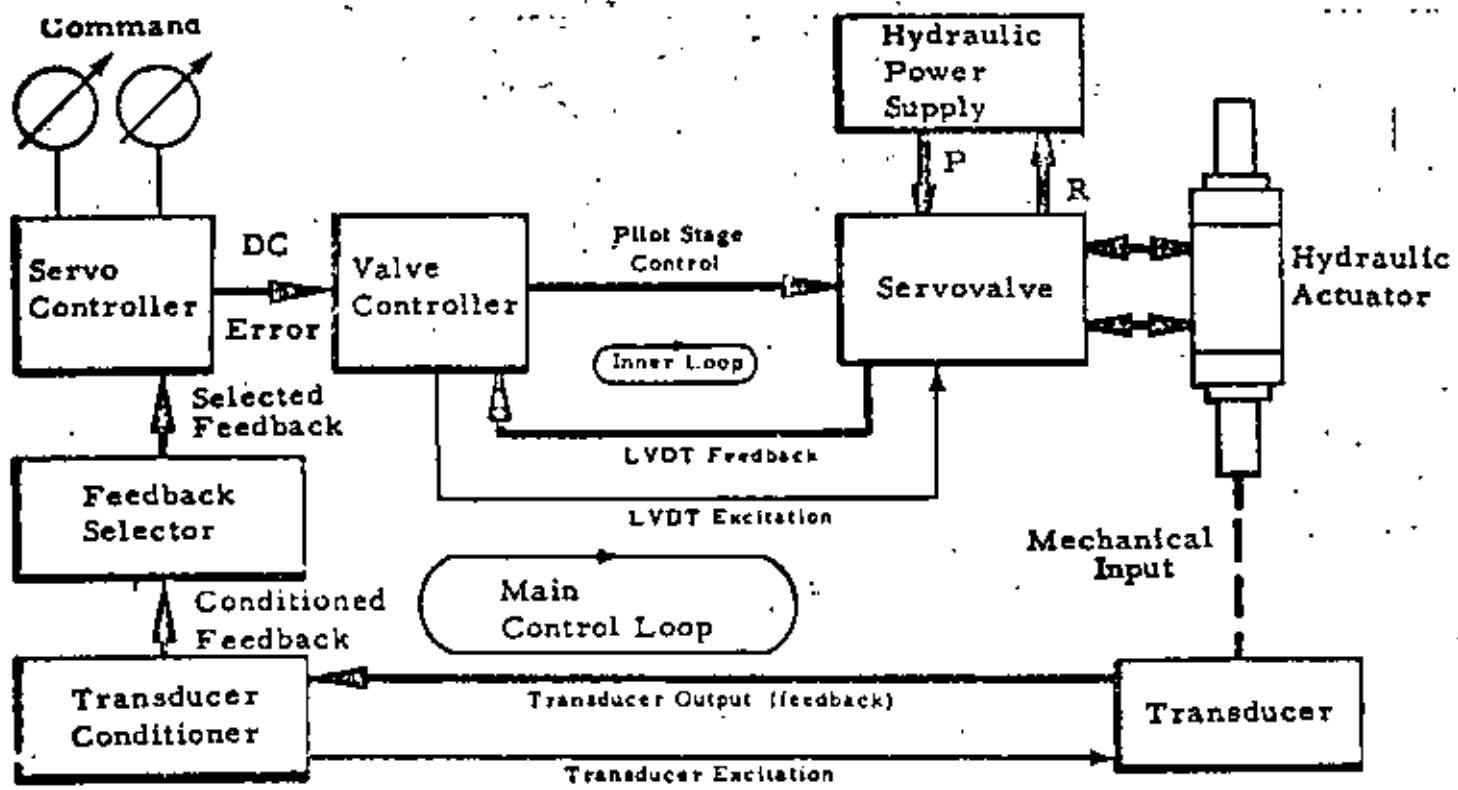 Command
Hydraulic
Power
Supply
P
R
Servo
Controller
DC
Error
Valve
Controller
Pilot Stage
Control
Servovalve
Hydraulic
Actuator
Inner Loop
Selected
Feedback
LVDT Feedback
LVDT Excitation
Feedback
Selector
Mechanical
Input
Main
Control Loop
Conditioned
Feedback
Transducer
Conditioner
Transducer Output (feedback)
Transducer
Transducer Excitation